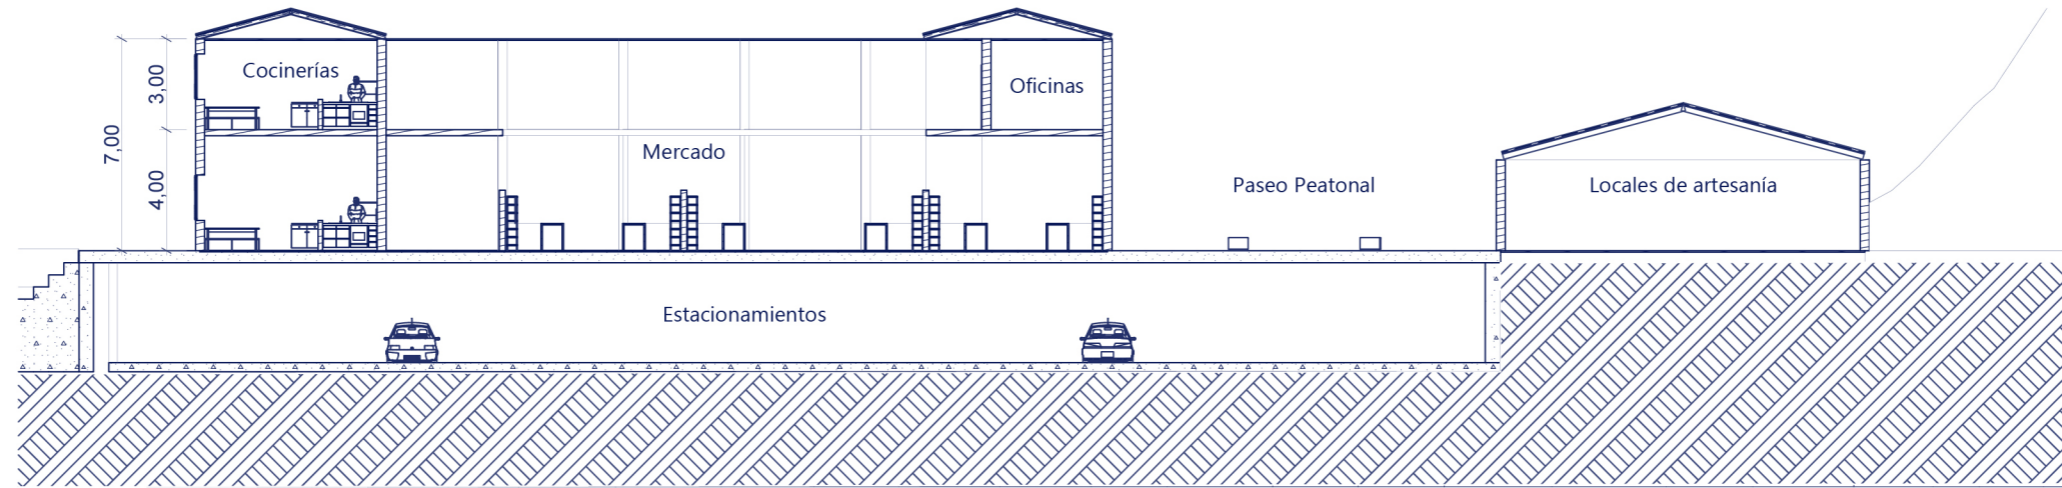 Cocinerías
Oficinas
3,00
7,00
Mercado
4,00
Paseo Peatonal
Locales de artesanía
Estacionamientos